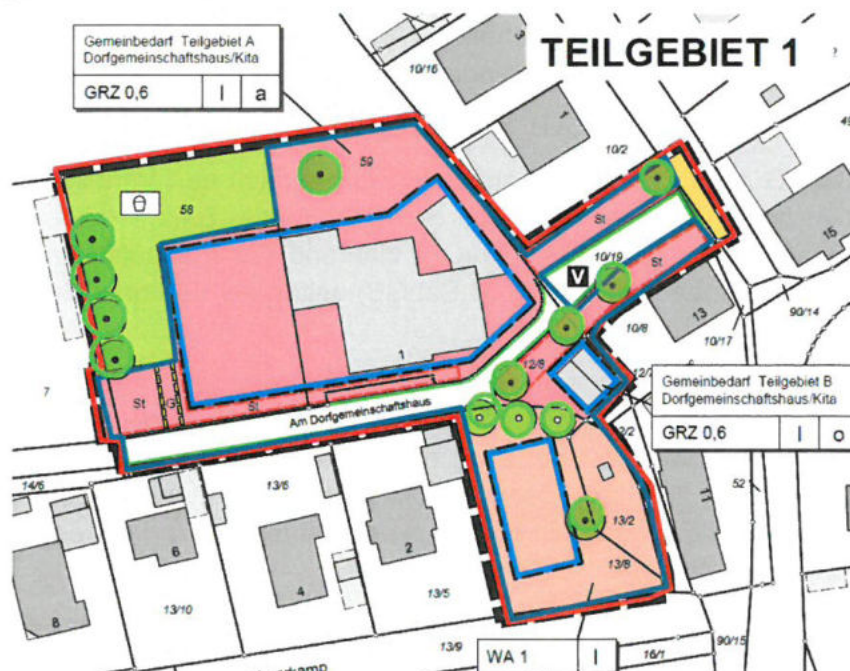 TEILGEBIET 1
Gemeinbedarf Teilgebiet A
Dorfgemeinschaftshaus/Kita
GRZ 0,6 I a
10/16
3
1
10/2
59
58
St
10/19
St
V
15
13
90/14
10/17
10/8
1
12/6
7
St
G
St
Am Dorfgemeinschaftshaus
Gemeinbedarf Teilgebiet B
Dorfgemeinschaftshaus/Kita
GRZ 0,6 I o
14/6
13/6
52
11
6
2
4
8
13/2
13/8
13/10
13/5
13/9
WA 1 I
16/1
90/15